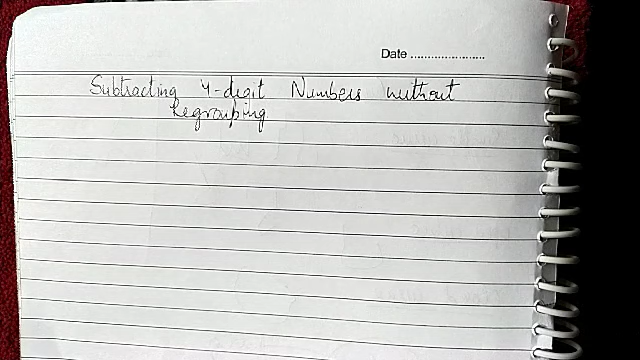 Date ........................
Subtracting 4-digit Numbers without
Regrouping